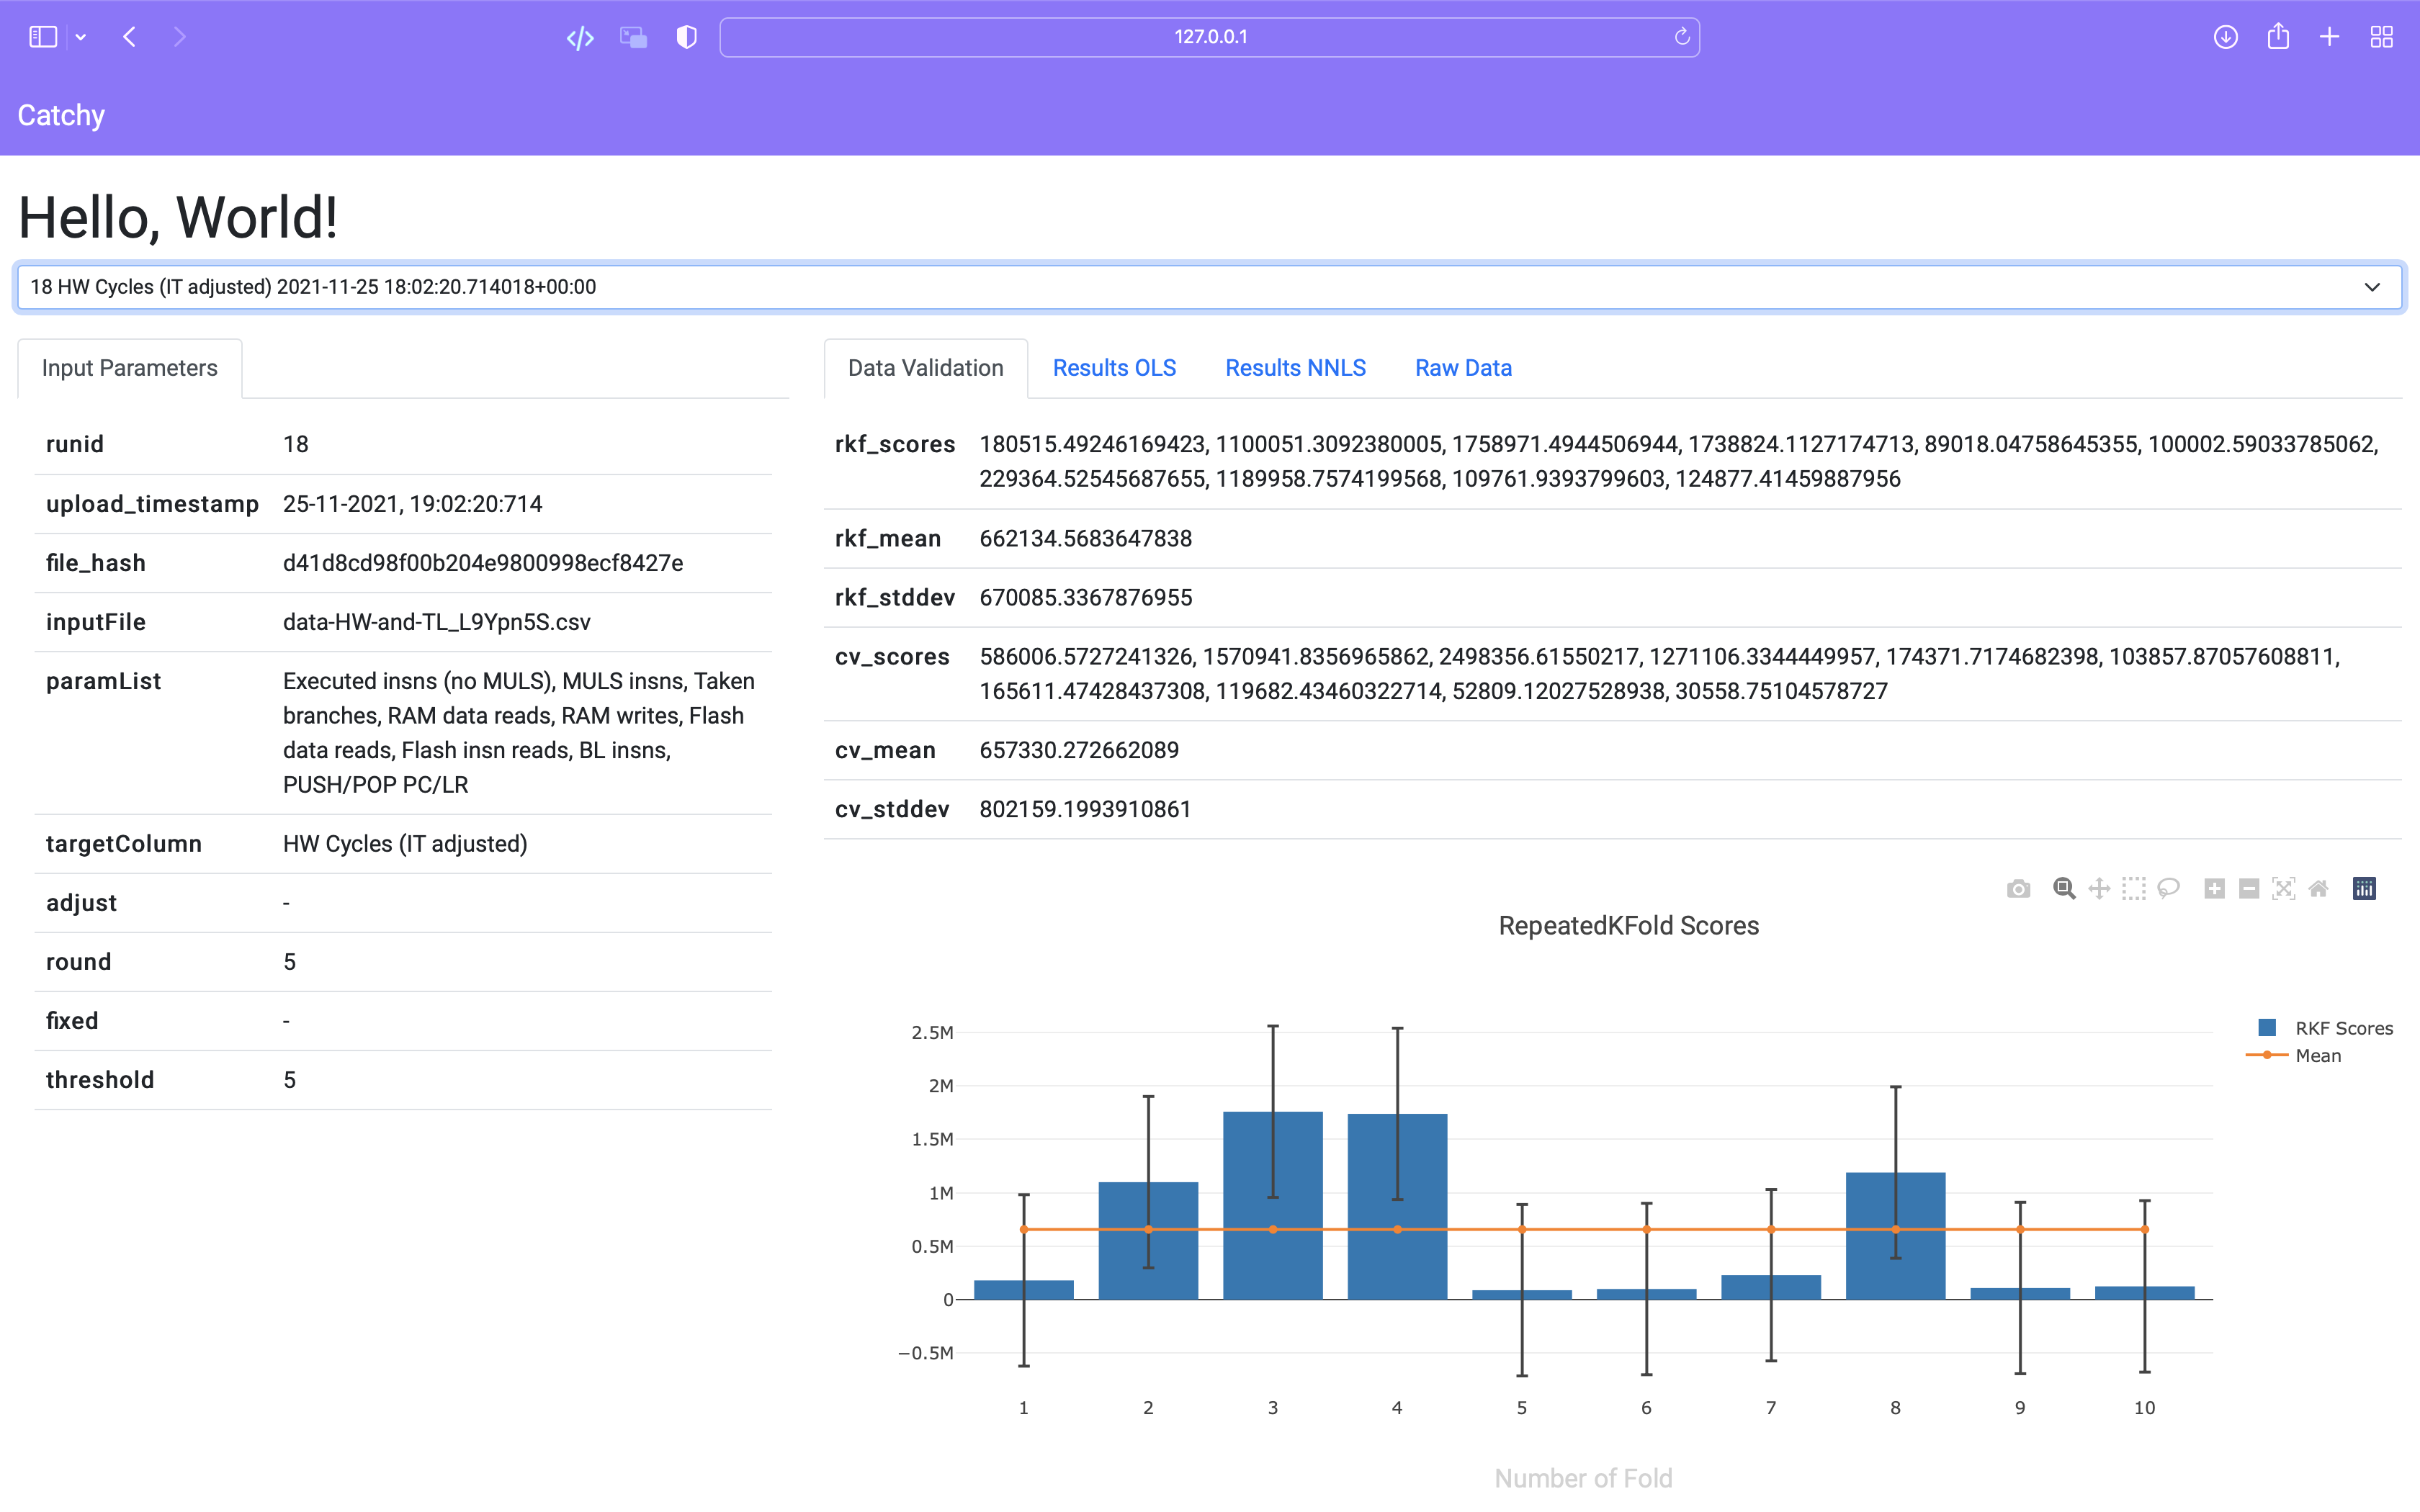 127.0.0.1
Catchy
Hello, World!
18 HW Cycles (IT adjusted) 2021-11-25 18:02:20.714018+00:00
Input Parameters
runid 18
upload_timestamp 25-11-2021, 19:02:20:714
file_hash d41d8cd98f00b204e9800998ecf8427e
inputFile data-HW-and-TL_L9Ypn5S.csv
paramList Executed insns (no MULS), MULS insns, Taken
branches, RAM data reads, RAM writes, Flash
data reads, Flash insn reads, BL insns,
PUSH/POP PC/LR
targetColumn HW Cycles (IT adjusted)
adjust -
round 5
fixed -
threshold 5
Data Validation Results OLS Results NNLS Raw Data
rkf_scores 180515.49246169423, 1100051.3092380005, 1758971.4944506944, 1738824.1127174713, 89018.04758645355, 100002.59033785062,
229364.52545687655, 1189958.7574199568, 109761.9393799603, 124877.41459887956
rkf_mean 662134.5683647838
rkf_stddev 670085.3367876955
cv_scores 586006.5727241326, 1570941.8356965862, 2498356.61550217, 1271106.3344449957, 174371.7174682398, 103857.87057608811,
165611.47428437308, 119682.43460322714, 52809.12027528938, 30558.75104578727
cv_mean 657330.272662089
cv_stddev 802159.1993910861
RepeatedKFold Scores
2.5M
2M
1.5M
1M
0.5M
0
−0.5M
1 2 3 4 5 6 7 8 9 10
Number of Fold
RKF Scores
Mean